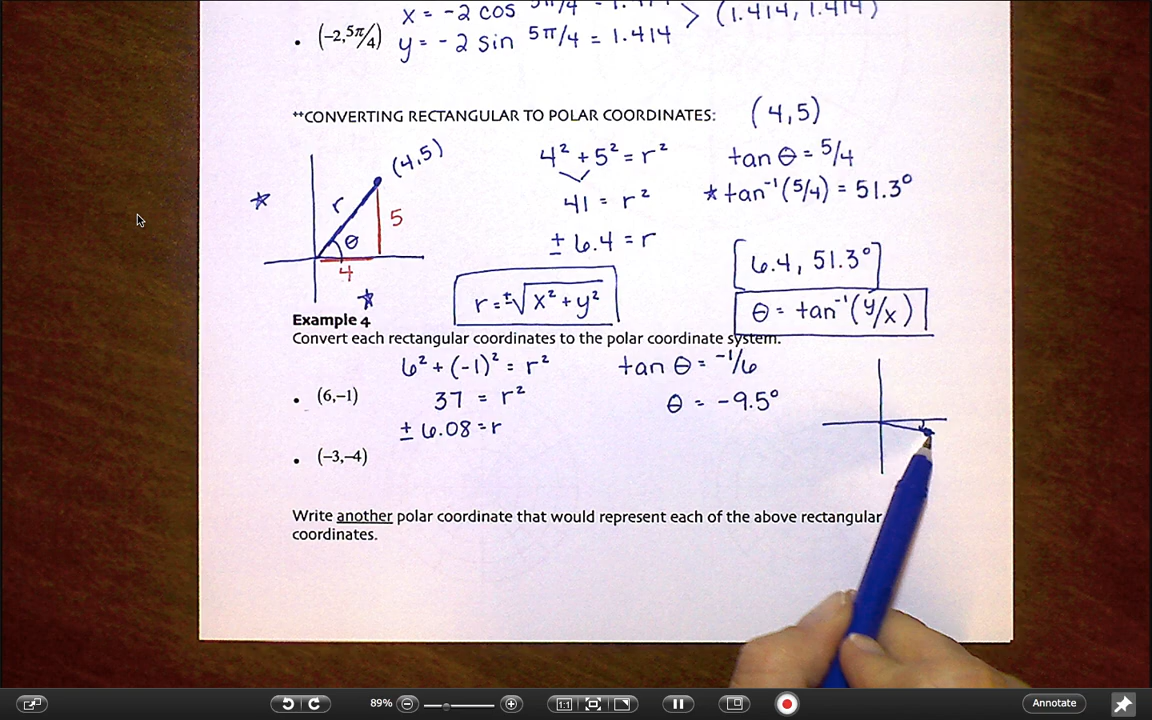 x = -2 cos 5π/4
> (1.414, 1.414)
• (-2, 5π/4) y = -2 sin 5π/4 = 1.414
**CONVERTING RECTANGULAR TO POLAR COORDINATES: (4,5)
(4,5)
r
θ
5
4
4² + 5² = r²
41 = r²
± 6.4 = r
r = ±√x² + y²
tan θ = 5/4
* tan⁻¹(5/4) = 51.3°
[6.4, 51.3°]
θ = tan⁻¹(y/x)
Example 4
Convert each rectangular coordinates to the polar coordinate system.
6² + (-1)² = r² tan θ = -1/6
• (6,–1) 37 = r² θ = -9.5°
± 6.08 = r
• (–3,–4)
Write another polar coordinate that would represent each of the above rectangular
coordinates.
89% 1:1 Annotate